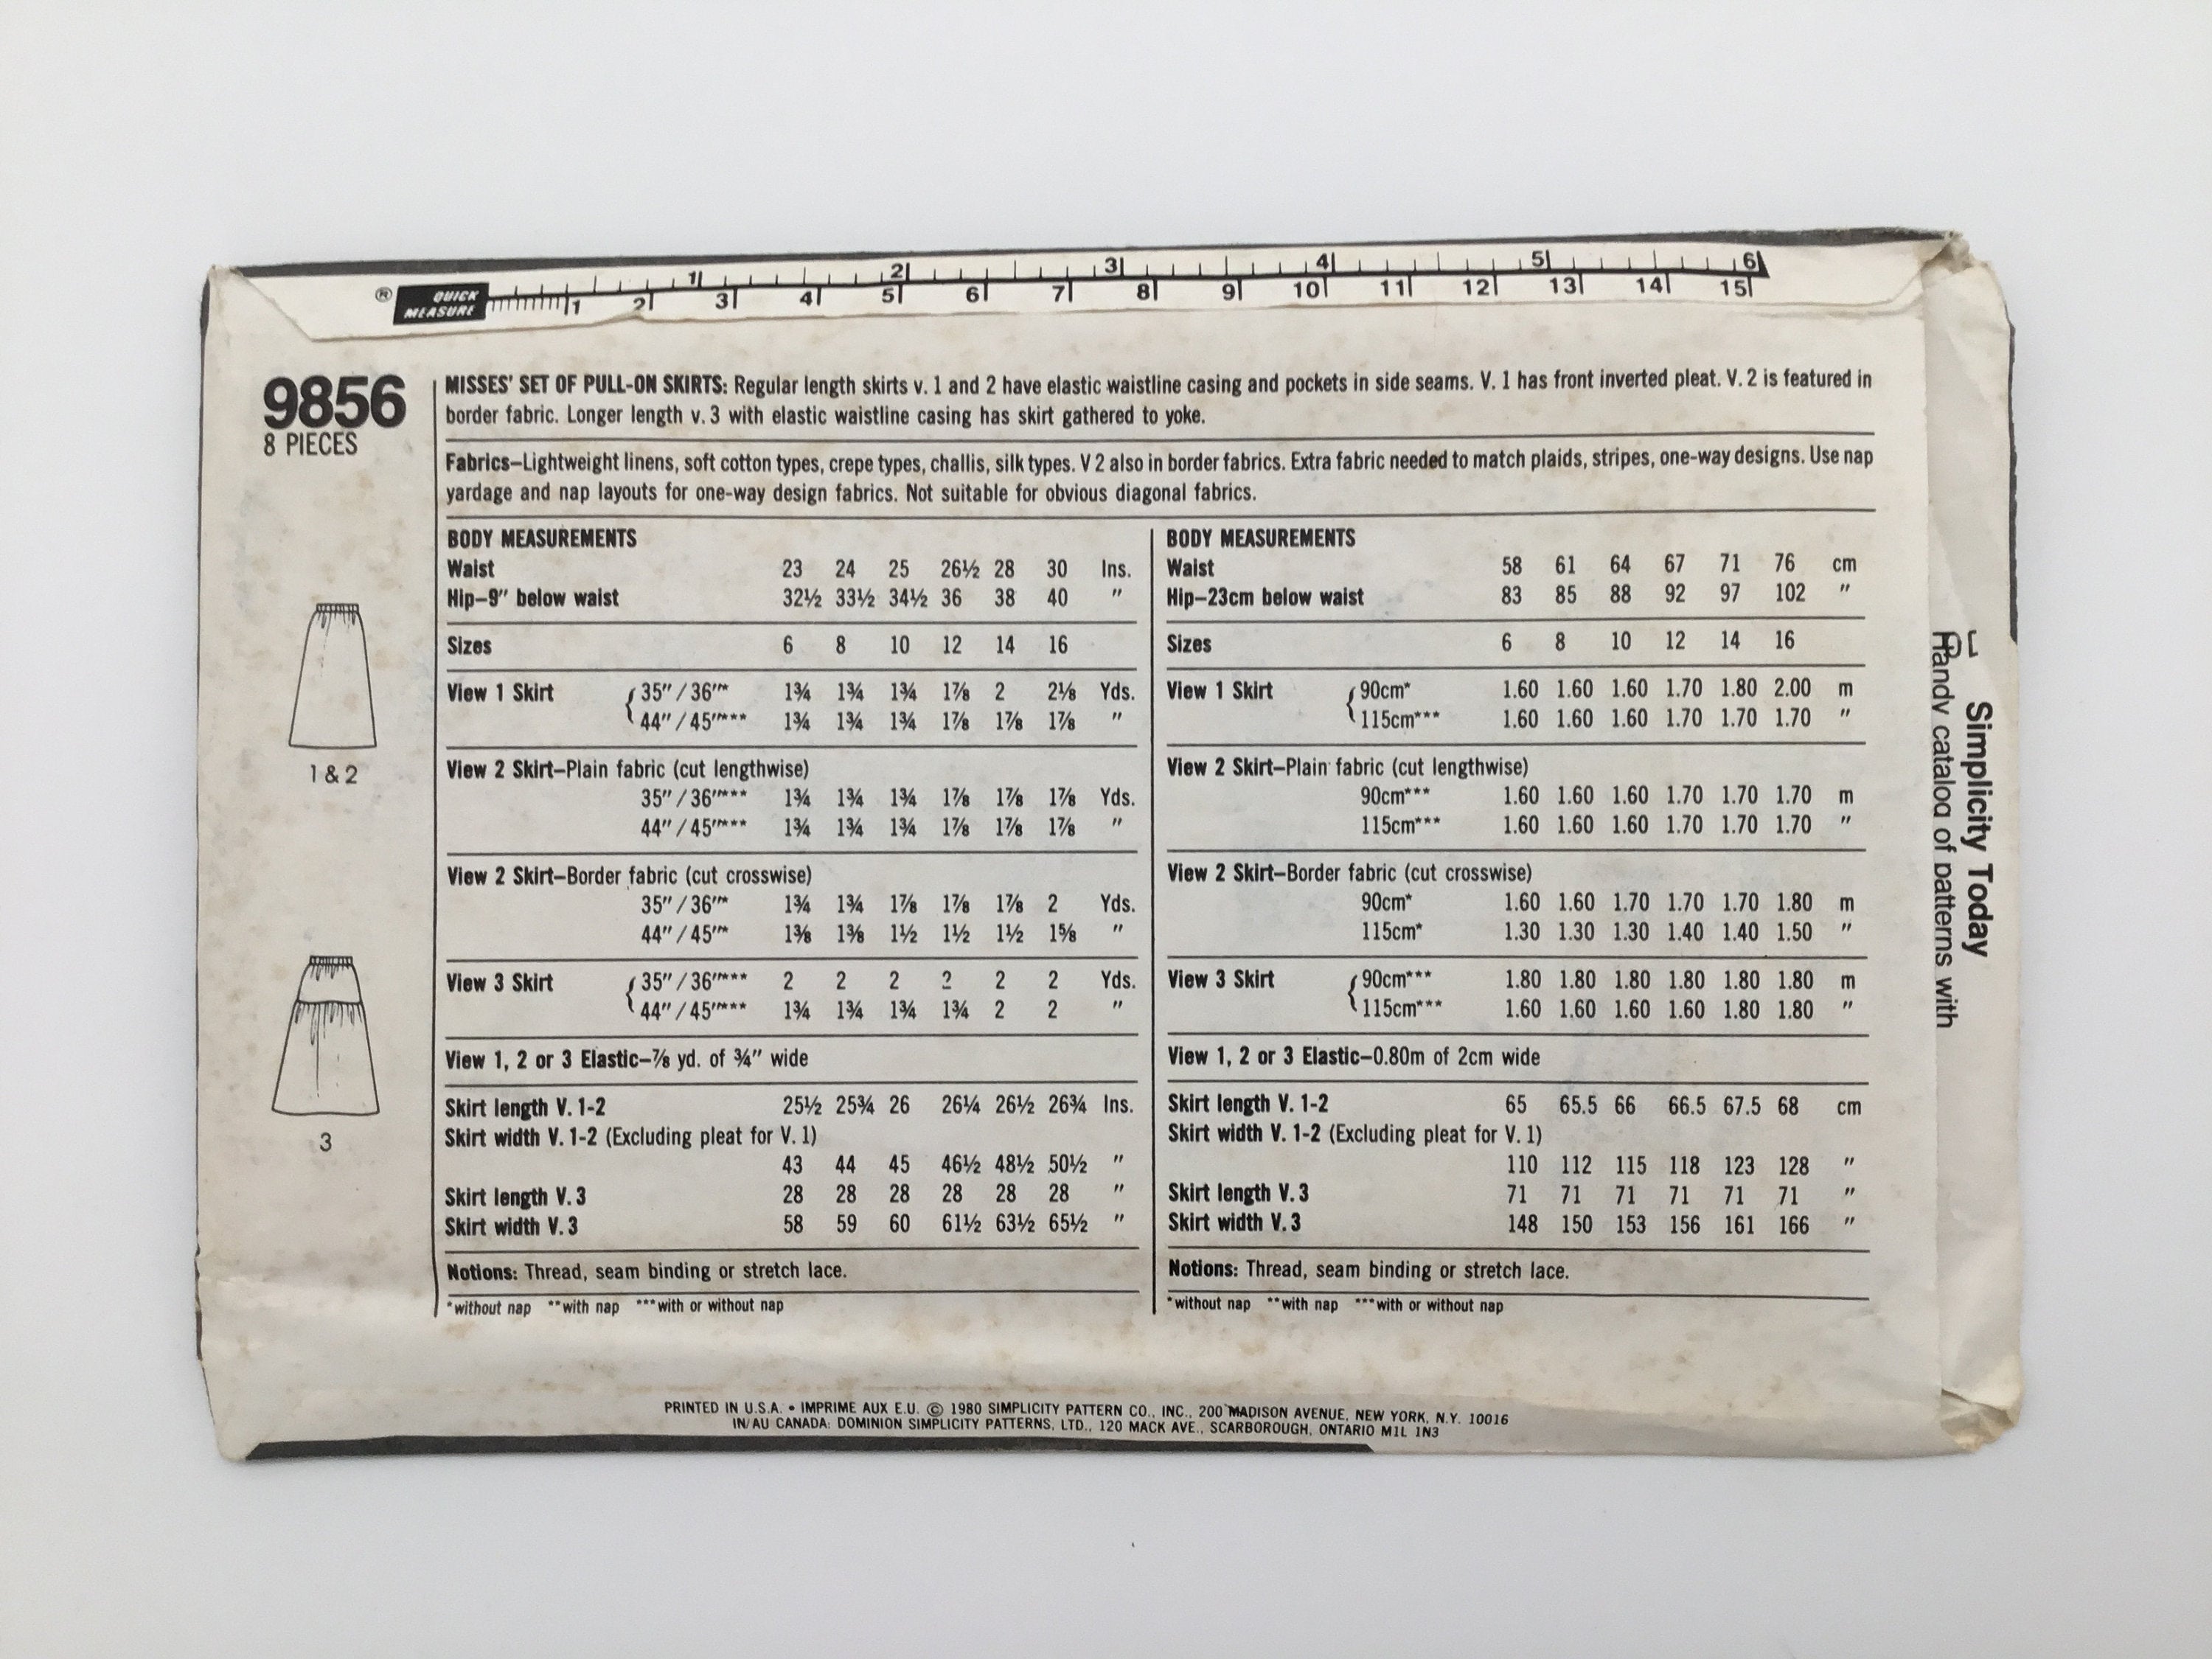 ® QUICK MEASURE
1 2 3 4 5 6
1 2 3 4 5 6 7 8 9 10 11 12 13 14 15
9856
8 PIECES
1 & 2
3
MISSES' SET OF PULL-ON SKIRTS: Regular length skirts v. 1 and 2 have elastic waistline casing and pockets in side seams. V. 1 has front inverted pleat. V. 2 is featured in
border fabric. Longer length v. 3 with elastic waistline casing has skirt gathered to yoke.
Fabrics—Lightweight linens, soft cotton types, crepe types, challis, silk types. V 2 also in border fabrics. Extra fabric needed to match plaids, stripes, one-way designs. Use nap
yardage and nap layouts for one-way design fabrics. Not suitable for obvious diagonal fabrics.
BODY MEASUREMENTS
Waist 23 24 25 26½ 28 30 Ins.
Hip—9" below waist 32½ 33½ 34½ 36 38 40 "
Sizes 6 8 10 12 14 16
View 1 Skirt 35" / 36"* 1¾ 1¾ 1¾ 1⅞ 2 2⅛ Yds.
44" / 45"*** 1¾ 1¾ 1¾ 1⅞ 1⅞ 1⅞ "
View 2 Skirt—Plain fabric (cut lengthwise)
35" / 36"*** 1¾ 1¾ 1¾ 1⅞ 1⅞ 1⅞ Yds.
44" / 45"*** 1¾ 1¾ 1¾ 1⅞ 1⅞ 1⅞ "
View 2 Skirt—Border fabric (cut crosswise)
35" / 36"* 1¾ 1¾ 1⅞ 1⅞ 1⅞ 2 Yds.
44" / 45"* 1⅜ 1⅜ 1½ 1½ 1½ 1⅝ "
View 3 Skirt 35" / 36"*** 2 2 2 2 2 2 Yds.
44" / 45"*** 1¾ 1¾ 1¾ 1¾ 2 2 "
View 1, 2 or 3 Elastic—⅞ yd. of ¾" wide
Skirt length V. 1-2 25½ 25¾ 26 26¼ 26½ 26¾ Ins.
Skirt width V. 1-2 (Excluding pleat for V. 1)
43 44 45 46½ 48½ 50½ "
Skirt length V. 3 28 28 28 28 28 28 "
Skirt width V. 3 58 59 60 61½ 63½ 65½ "
Notions: Thread, seam binding or stretch lace.
*without nap **with nap ***with or without nap
BODY MEASUREMENTS
Waist 58 61 64 67 71 76 cm
Hip—23cm below waist 83 85 88 92 97 102 "
Sizes 6 8 10 12 14 16
View 1 Skirt 90cm* 1.60 1.60 1.60 1.70 1.80 2.00 m
115cm*** 1.60 1.60 1.60 1.70 1.70 1.70 "
View 2 Skirt—Plain fabric (cut lengthwise)
90cm*** 1.60 1.60 1.60 1.70 1.70 1.70 m
115cm*** 1.60 1.60 1.60 1.70 1.70 1.70 "
View 2 Skirt—Border fabric (cut crosswise)
90cm* 1.60 1.60 1.70 1.70 1.70 1.80 m
115cm* 1.30 1.30 1.30 1.40 1.40 1.50 "
View 3 Skirt 90cm*** 1.80 1.80 1.80 1.80 1.80 1.80 m
115cm*** 1.60 1.60 1.60 1.60 1.80 1.80 "
View 1, 2 or 3 Elastic—0.80m of 2cm wide
Skirt length V. 1-2 65 65.5 66 66.5 67.5 68 cm
Skirt width V. 1-2 (Excluding pleat for V. 1)
110 112 115 118 123 128 "
Skirt length V. 3 71 71 71 71 71 71 "
Skirt width V. 3 148 150 153 156 161 166 "
Notions: Thread, seam binding or stretch lace.
*without nap **with nap ***with or without nap
Simplicity Today
Handy catalog of patterns with
PRINTED IN U.S.A. • IMPRIME AUX E.U. © 1980 SIMPLICITY PATTERN CO., INC., 200 MADISON AVENUE, NEW YORK, N.Y. 10016
IN/AU CANADA: DOMINION SIMPLICITY PATTERNS, LTD., 120 MACK AVE., SCARBOROUGH, ONTARIO M1L 1N3